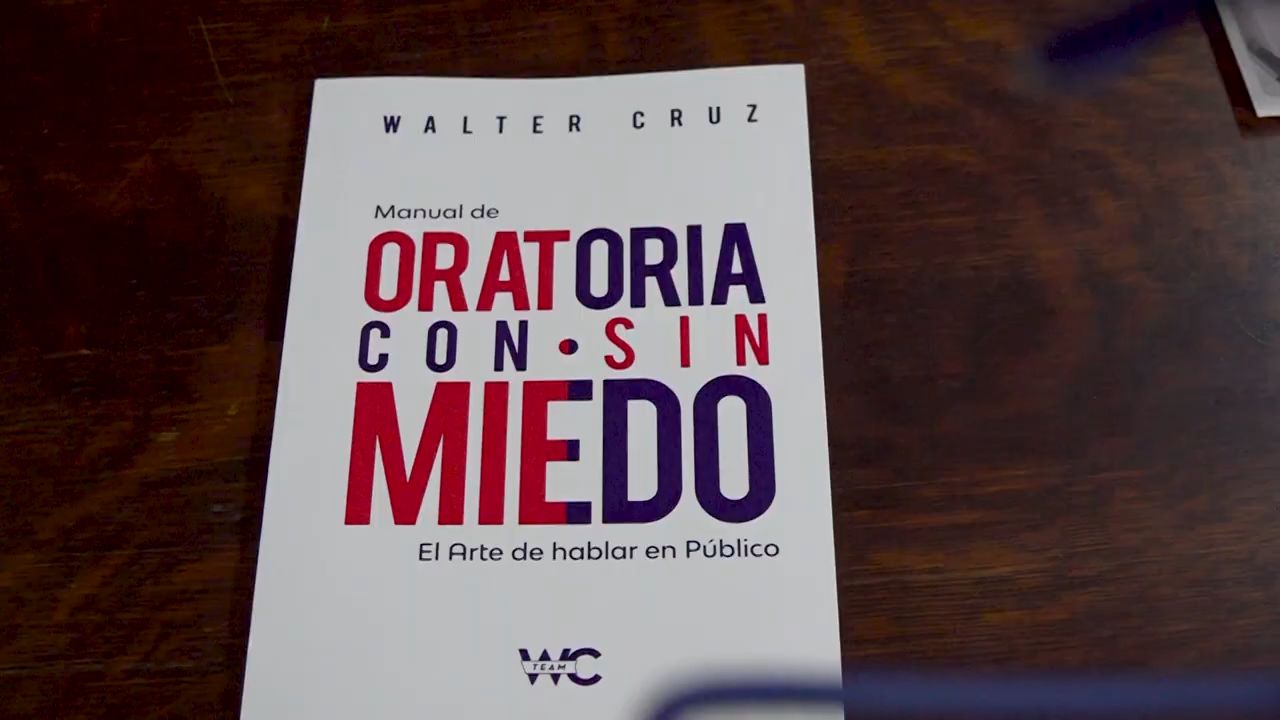 WALTER CRUZ
Manual de
ORATORIA
CON • SIN
MIEDO
El Arte de hablar en Público
WC
TEAM